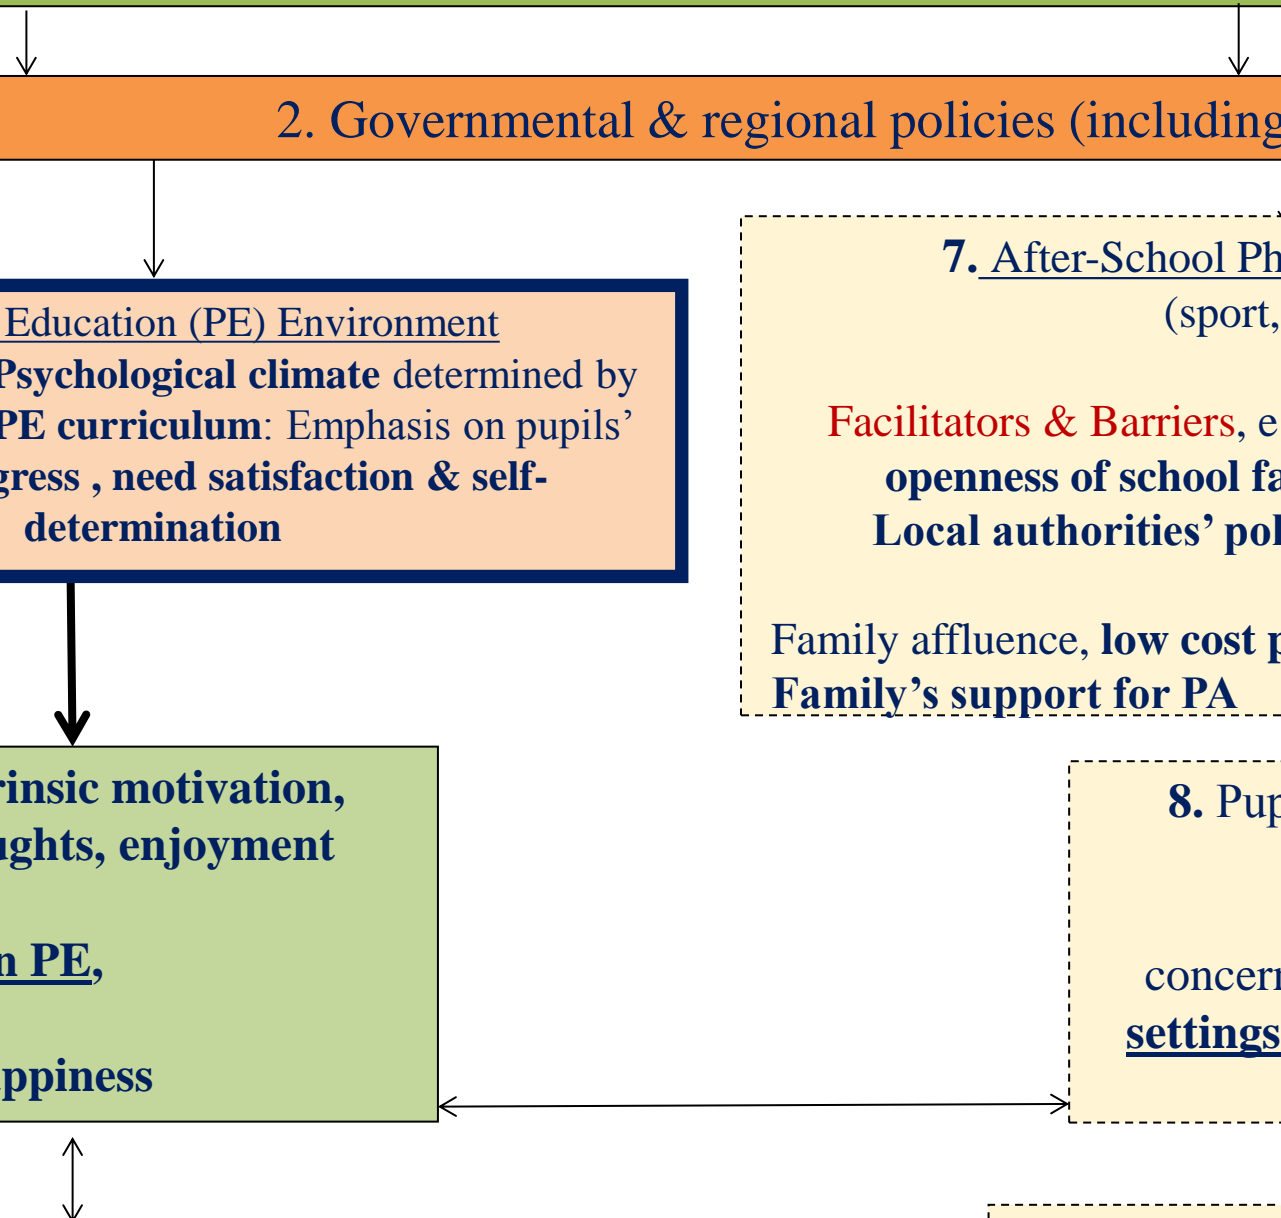 2. Governmental & regional policies (including
Education (PE) Environment
Psychological climate determined by
PE curriculum: Emphasis on pupils’
gress , need satisfaction & self-
determination
7. After-School Ph
(sport,
Facilitators & Barriers, e
openness of school fa
Local authorities’ pol
Family affluence, low cost p
Family’s support for PA
rinsic motivation,
ughts, enjoyment
n PE,
appiness
8. Pup
concern
settings